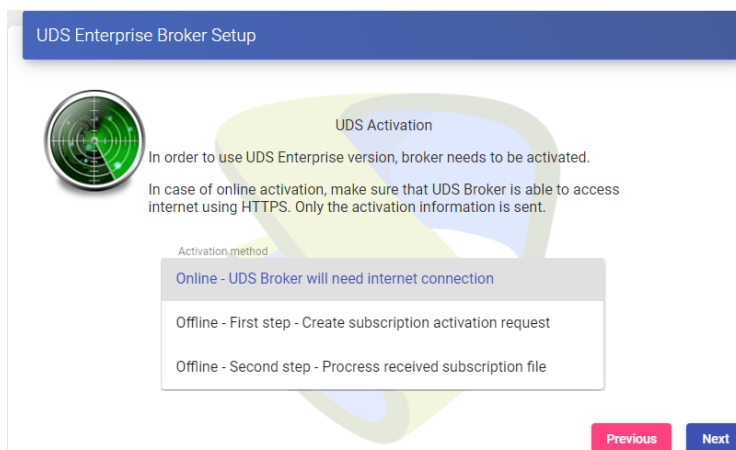 UDS Enterprise Broker Setup
UDS Activation
In order to use UDS Enterprise version, broker needs to be activated.
In case of online activation, make sure that UDS Broker is able to access
internet using HTTPS. Only the activation information is sent.
Activation method
Online - UDS Broker will need internet connection
Offline - First step - Create subscription activation request
Offline - Second step - Procress received subscription file
Previous
Next